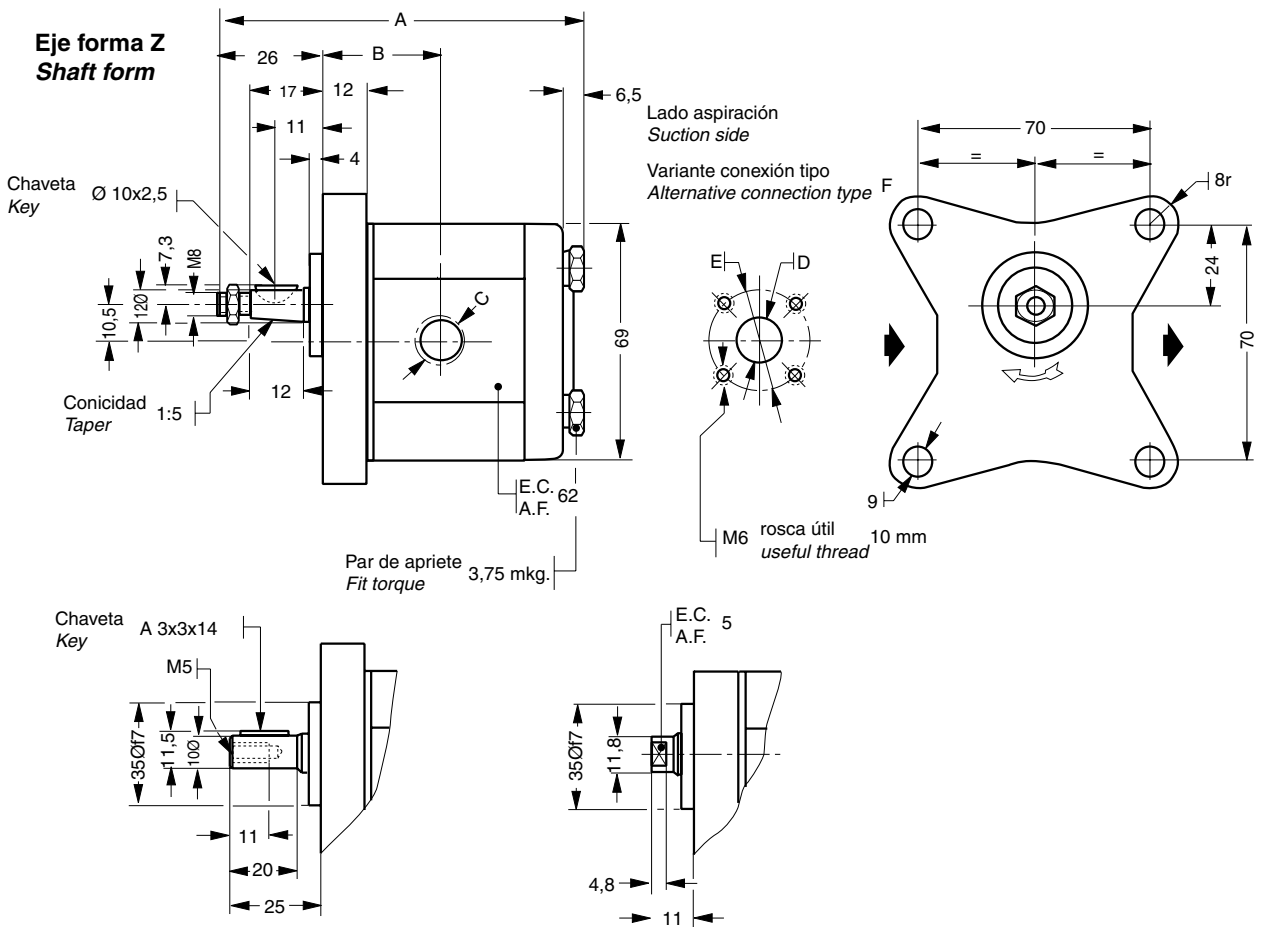 Eje forma Z
Shaft form
A
26
B
17
12
6,5
11
4
Chaveta
Key
Ø 10x2,5
7,3
M8
12Ø
10,5
C
69
12
Conicidad
Taper
1:5
E.C.
A.F.
62
Par de apriete
Fit torque
3,75 mkg.
Lado aspiración
Suction side
Variante conexión tipo
Alternative connection type
F
E
D
M6
rosca útil
useful thread
10 mm
70
=
=
8r
24
70
9
Chaveta
Key
A 3x3x14
M5
35Øf7
11,5
10Ø
11
20
25
E.C.
A.F.
5
35Øf7
11,8
4,8
11